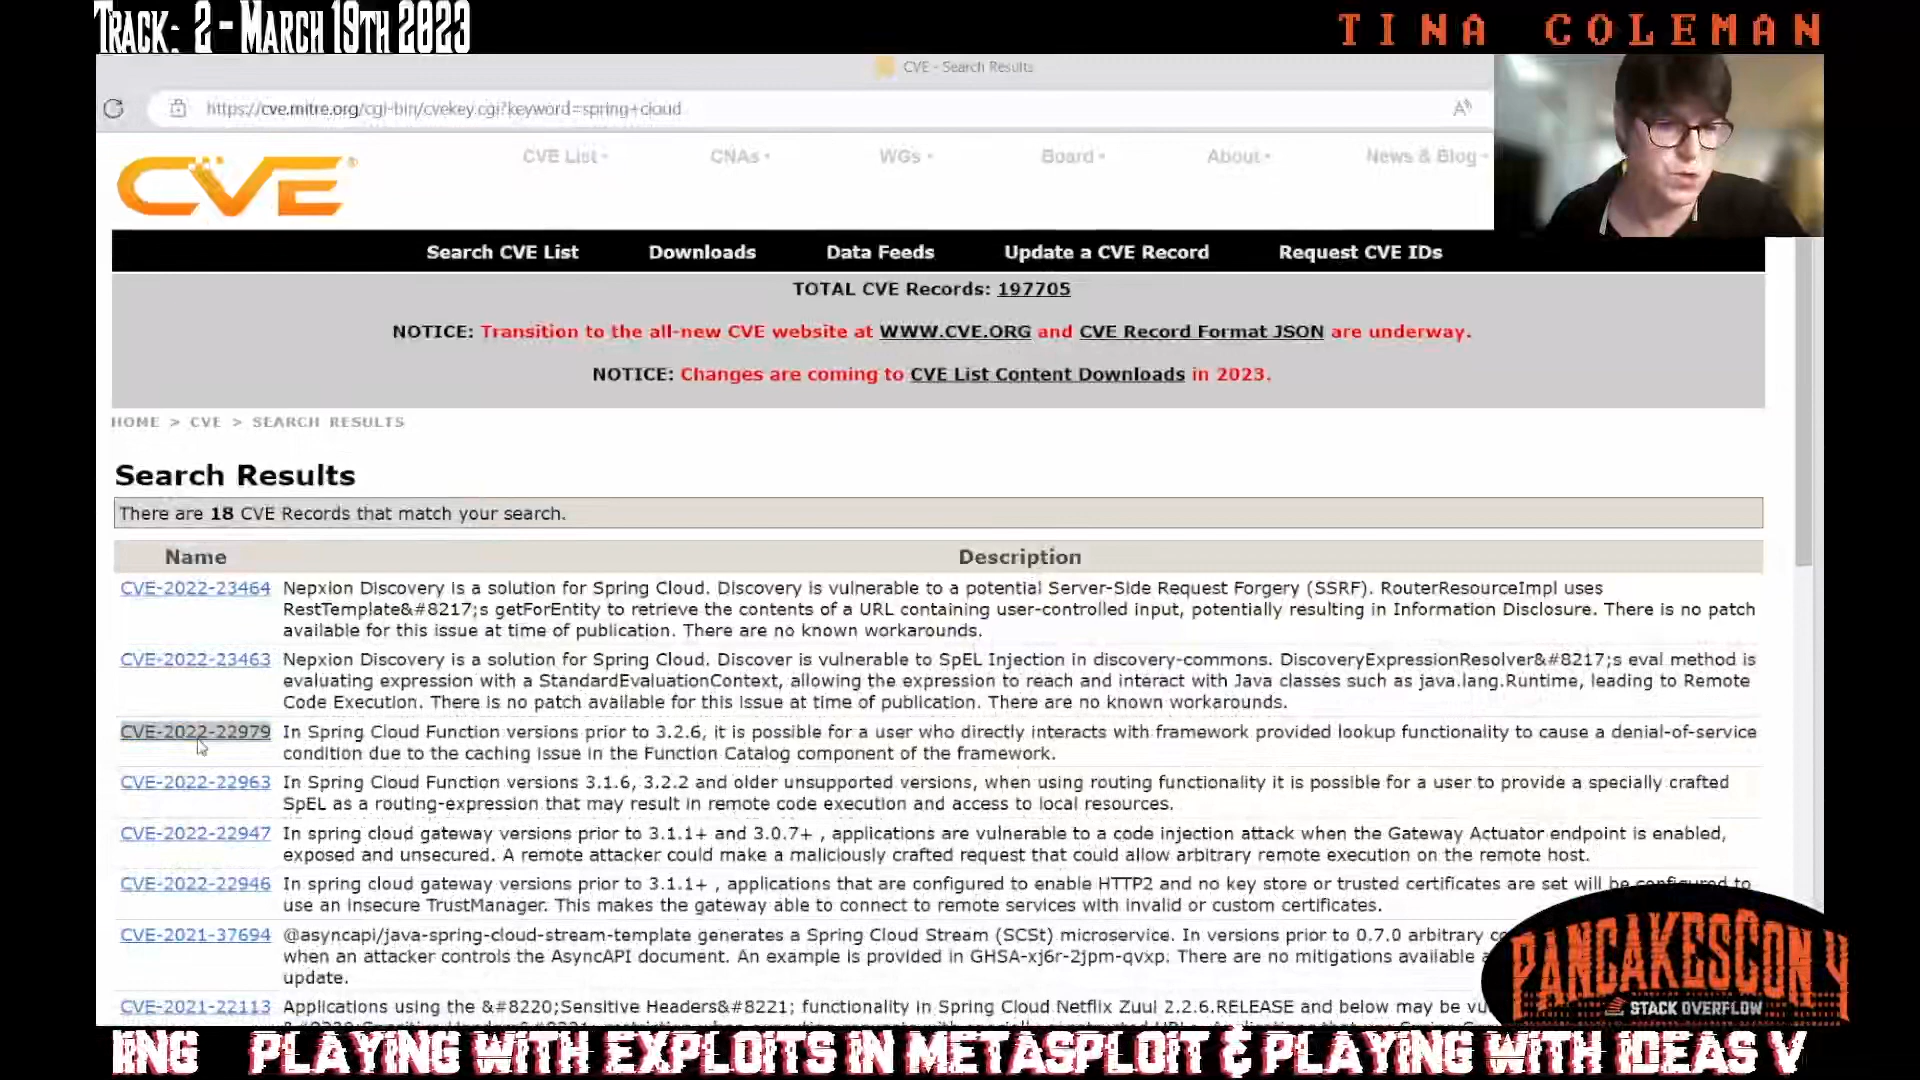 TRACK: 2 - MARCH 19TH 2023
TINA COLEMAN
CVE - Search Results
https://cve.mitre.org/cgi-bin/cvekey.cgi?keyword=spring+cloud
CVE®
CVE List
CNAs
WGs
Board
About
News & Blog
Search CVE List
Downloads
Data Feeds
Update a CVE Record
Request CVE IDs
TOTAL CVE Records: 197705
NOTICE: Transition to the all-new CVE website at WWW.CVE.ORG and CVE Record Format JSON are underway.
NOTICE: Changes are coming to CVE List Content Downloads in 2023.
HOME > CVE > SEARCH RESULTS
Search Results
There are 18 CVE Records that match your search.
Name
Description
CVE-2022-23464
Nepxion Discovery is a solution for Spring Cloud. Discovery is vulnerable to a potential Server-Side Request Forgery (SSRF). RouterResourceImpl uses
RestTemplate&#8217;s getForEntity to retrieve the contents of a URL containing user-controlled input, potentially resulting in Information Disclosure. There is no patch
available for this issue at time of publication. There are no known workarounds.
CVE-2022-23463
Nepxion Discovery is a solution for Spring Cloud. Discover is vulnerable to SpEL Injection in discovery-commons. DiscoveryExpressionResolver&#8217;s eval method is
evaluating expression with a StandardEvaluationContext, allowing the expression to reach and interact with Java classes such as java.lang.Runtime, leading to Remote
Code Execution. There is no patch available for this issue at time of publication. There are no known workarounds.
CVE-2022-22979
In Spring Cloud Function versions prior to 3.2.6, it is possible for a user who directly interacts with framework provided lookup functionality to cause a denial-of-service
condition due to the caching issue in the Function Catalog component of the framework.
CVE-2022-22963
In Spring Cloud Function versions 3.1.6, 3.2.2 and older unsupported versions, when using routing functionality it is possible for a user to provide a specially crafted
SpEL as a routing-expression that may result in remote code execution and access to local resources.
CVE-2022-22947
In spring cloud gateway versions prior to 3.1.1+ and 3.0.7+ , applications are vulnerable to a code injection attack when the Gateway Actuator endpoint is enabled,
exposed and unsecured. A remote attacker could make a maliciously crafted request that could allow arbitrary remote execution on the remote host.
CVE-2022-22946
In spring cloud gateway versions prior to 3.1.1+ , applications that are configured to enable HTTP2 and no key store or trusted certificates are set will be configured to
use an insecure TrustManager. This makes the gateway able to connect to remote services with invalid or custom certificates.
CVE-2021-37694
@asyncapi/java-spring-cloud-stream-template generates a Spring Cloud Stream (SCSt) microservice. In versions prior to 0.7.0 arbitrary
when an attacker controls the AsyncAPI document. An example is provided in GHSA-xj6r-2jpm-qvxp. There are no mitigations available
update.
CVE-2021-22113
Applications using the &#8220;Sensitive Headers&#8221; functionality in Spring Cloud Netflix Zuul 2.2.6.RELEASE and below may be
PANCAKESCON 4
STACK OVERFLOW
ING PLAYING WITH EXPLOITS IN METASPLOIT & PLAYING WITH IDEAS V